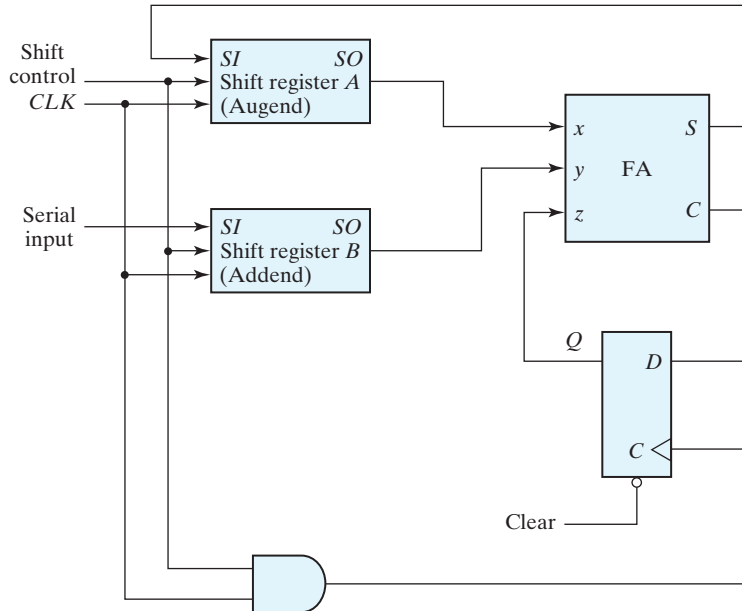 Shift
control
CLK
SI SO
Shift register A
(Augend)
x S
y FA
z C
Serial
input
SI SO
Shift register B
(Addend)
Q
D
C
Clear